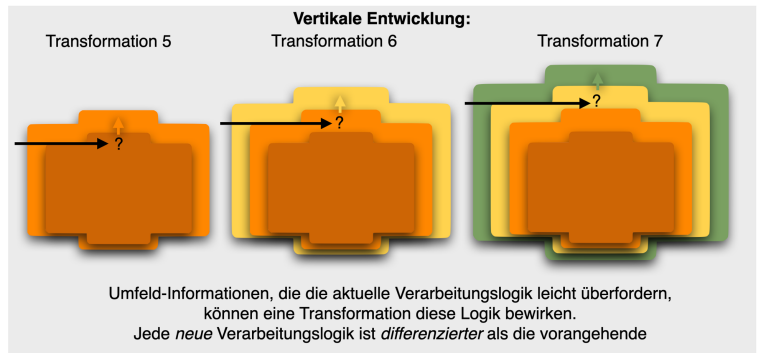 Vertikale Entwicklung:
Transformation 5
Transformation 6
Transformation 7
?
?
?
Umfeld-Informationen, die die aktuelle Verarbeitungslogik leicht überfordern,
können eine Transformation diese Logik bewirken.
Jede neue Verarbeitungslogik ist differenzierter als die vorangehende